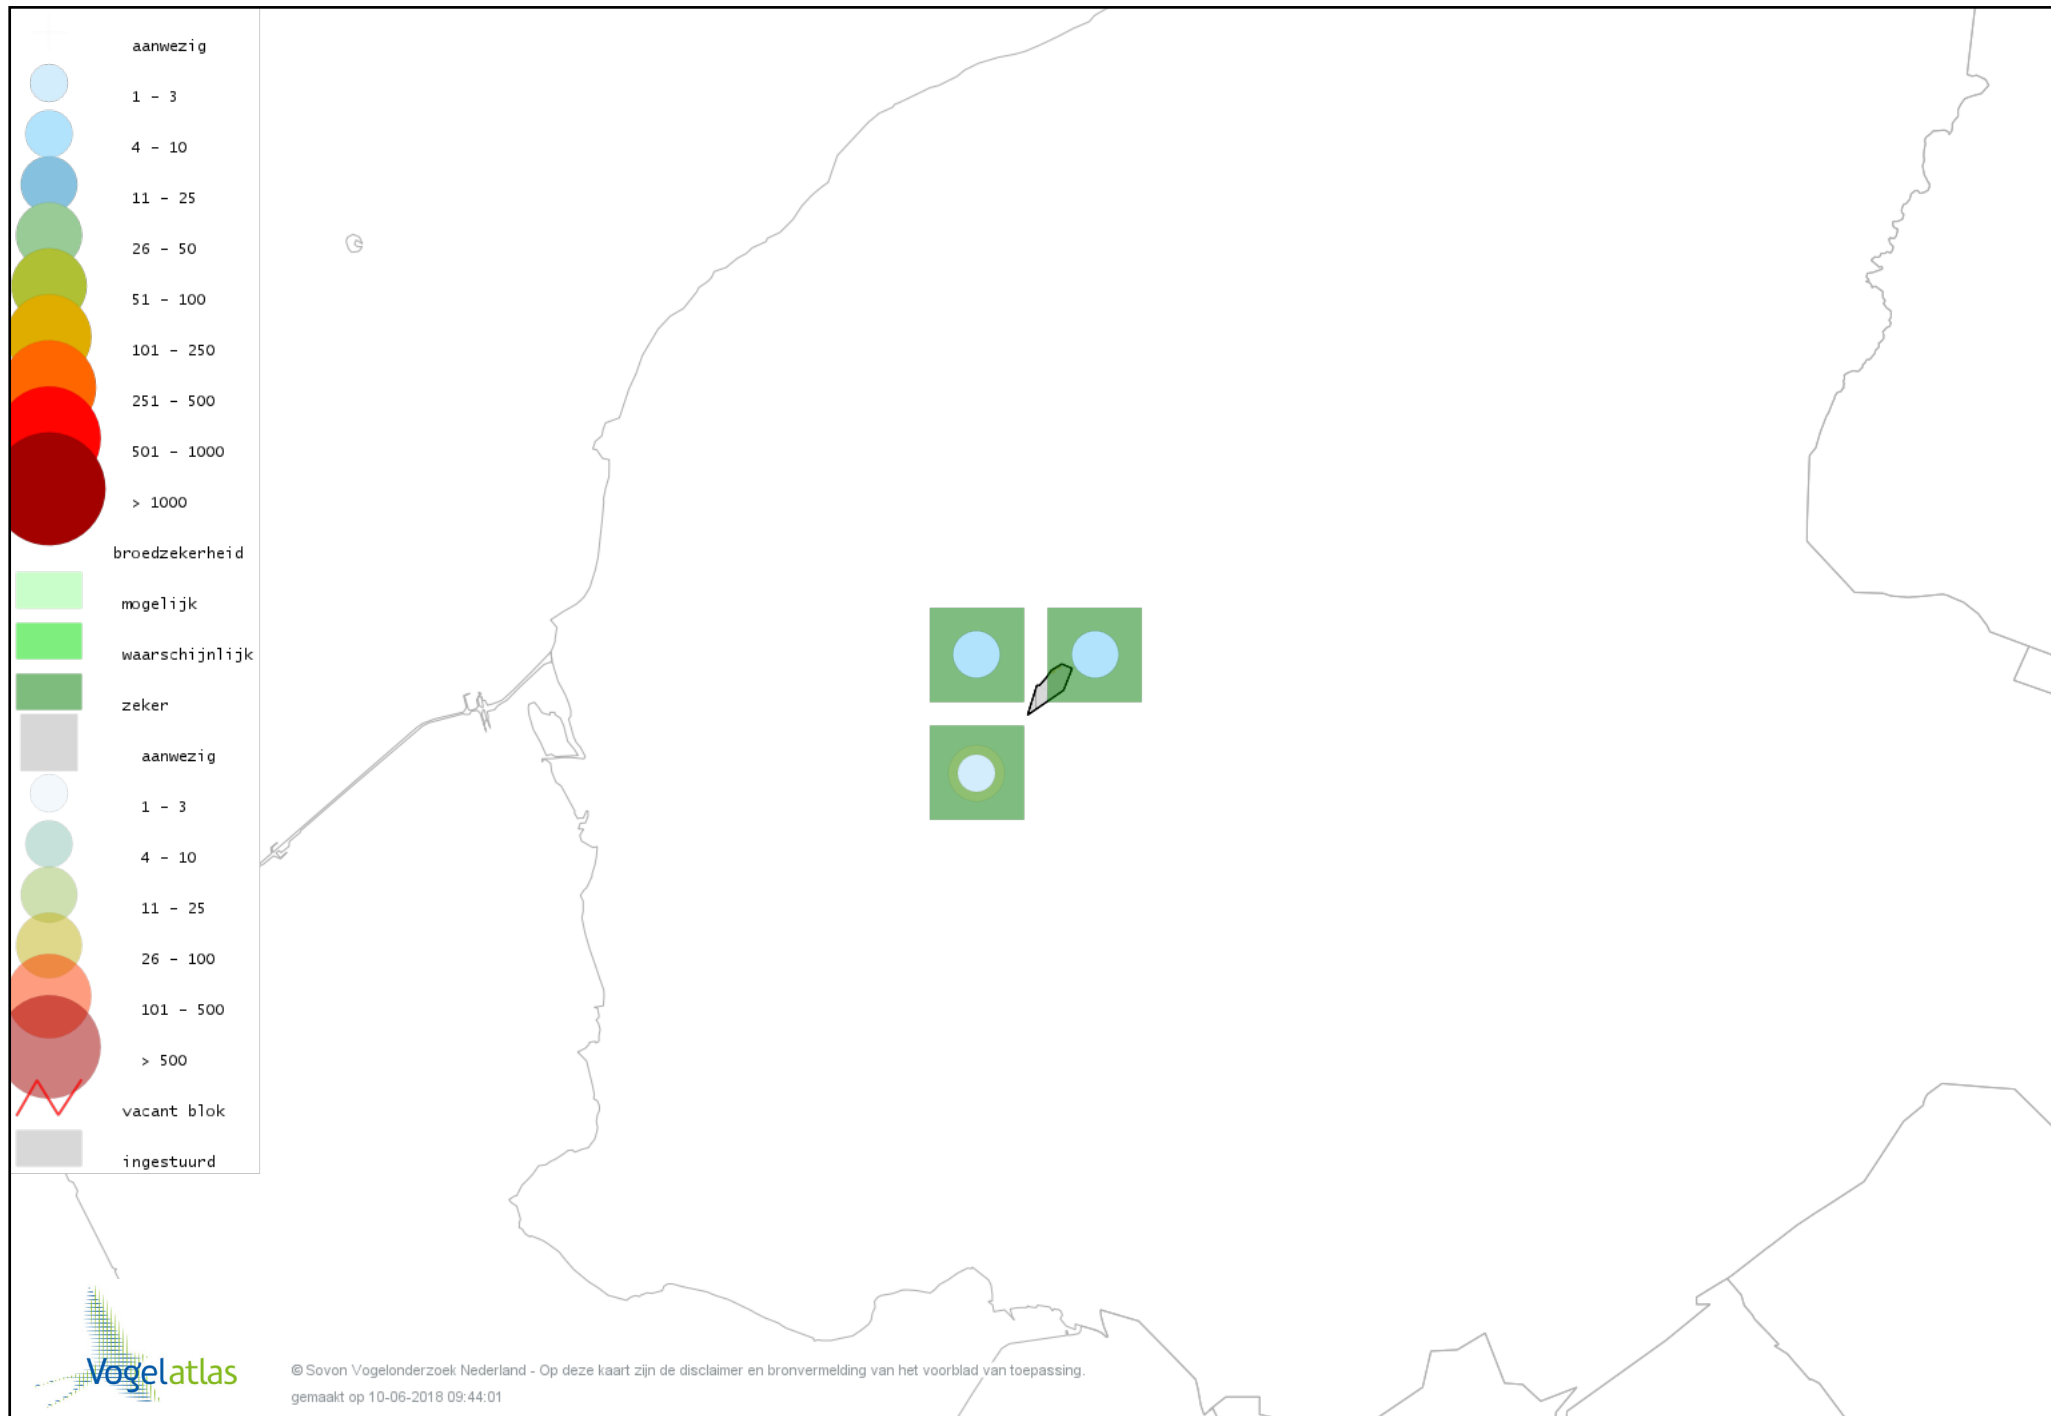 aanwezig
1 - 3
4 - 10
11 - 25
26 - 50
51 - 100
101 - 250
251 - 500
501 - 1000
> 1000
broedzekerheid
mogelijk
waarschijnlijk
zeker
aanwezig
1 - 3
4 - 10
11 - 25
26 - 100
101 - 500
> 500
vacant blok
ingestuurd
Vogelatlas
© Sovon Vogelonderzoek Nederland - Op deze kaart zijn de disclaimer en bronvermelding van het voorblad van toepassing.
gemaakt op 10-06-2018 09:44:01